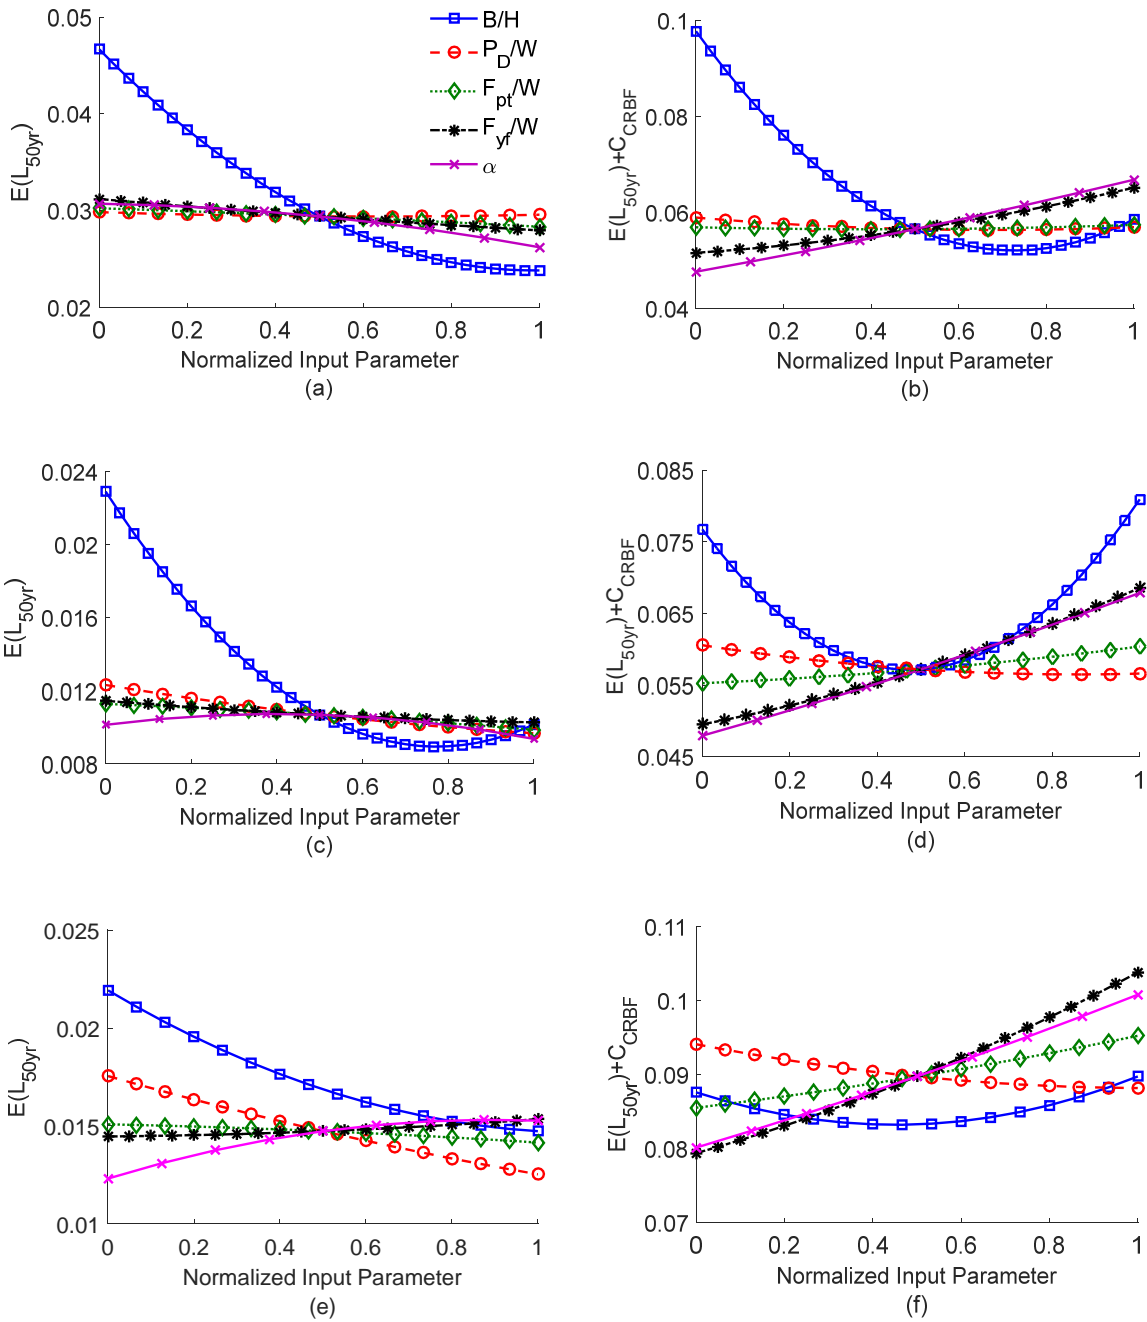 0.05
0.04
0.03
0.02
E(L50yr)
0 0.2 0.4 0.6 0.8 1
Normalized Input Parameter
(a)
B/H
PD/W
Fpt/W
Fyf/W
α
0.1
0.08
0.06
0.04
E(L50yr)+CCRBF
0 0.2 0.4 0.6 0.8 1
Normalized Input Parameter
(b)
0.024
0.02
0.016
0.012
0.008
E(L50yr)
0 0.2 0.4 0.6 0.8 1
Normalized Input Parameter
(c)
0.085
0.075
0.065
0.055
0.045
E(L50yr)+CCRBF
0 0.2 0.4 0.6 0.8 1
Normalized Input Parameter
(d)
0.025
0.02
0.015
0.01
E(L50yr)
0 0.2 0.4 0.6 0.8 1
Normalized Input Parameter
(e)
0.11
0.1
0.09
0.08
0.07
E(L50yr)+CCRBF
0 0.2 0.4 0.6 0.8 1
Normalized Input Parameter
(f)